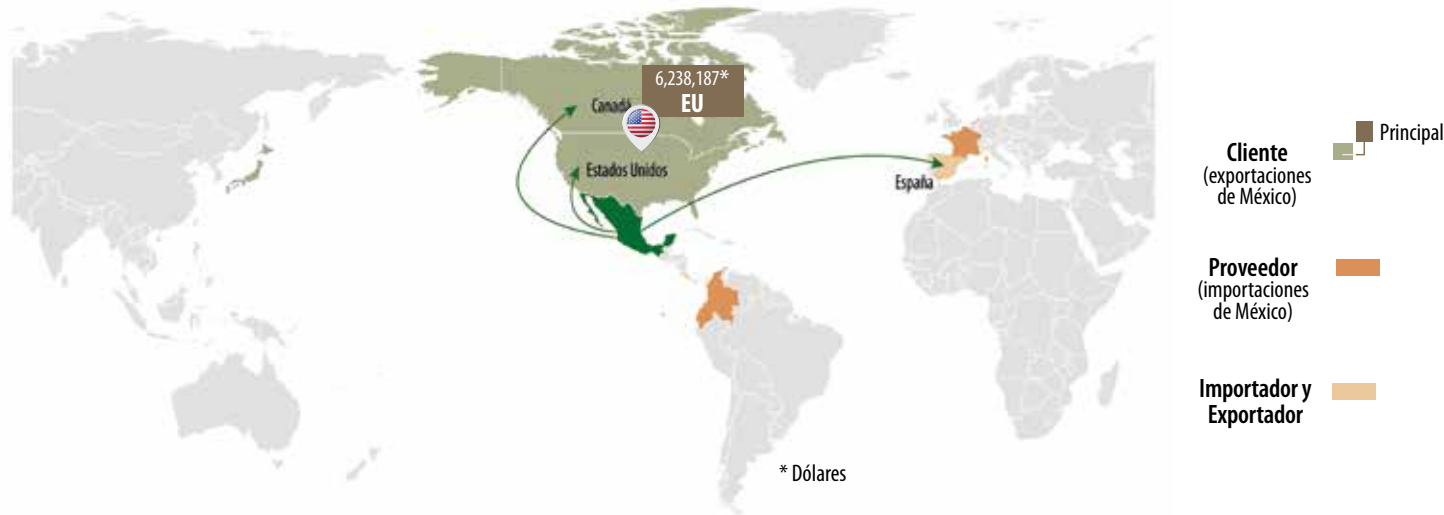 6,238,187*
EU
Canadá
Estados Unidos
España
* Dólares
Principal
Cliente
(exportaciones
de México)
Proveedor
(importaciones
de México)
Importador y
Exportador